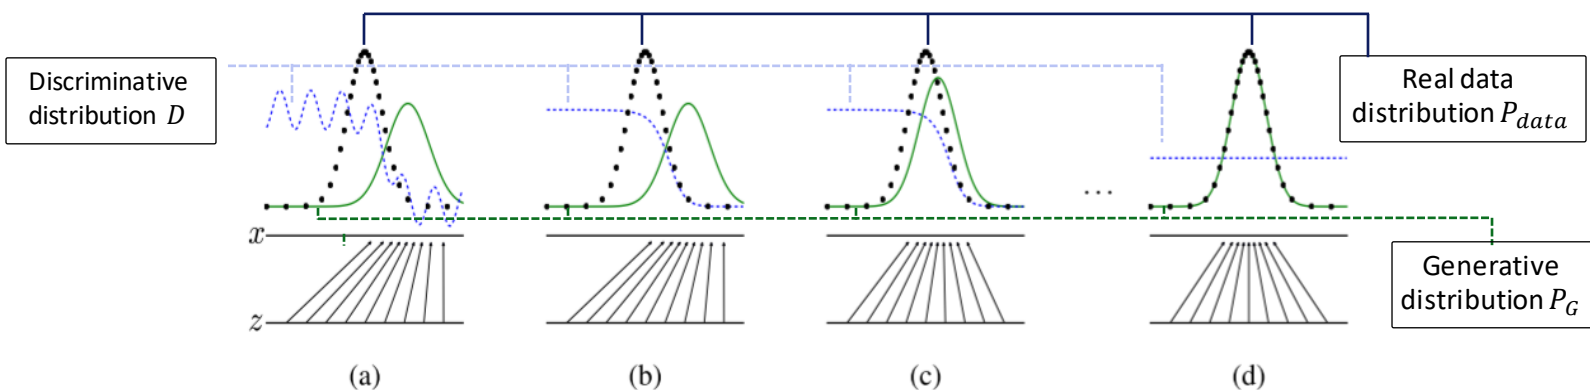 Discriminative
distribution D
Real data
distribution P_data
. . .
x
z
Generative
distribution P_G
(a)
(b)
(c)
(d)